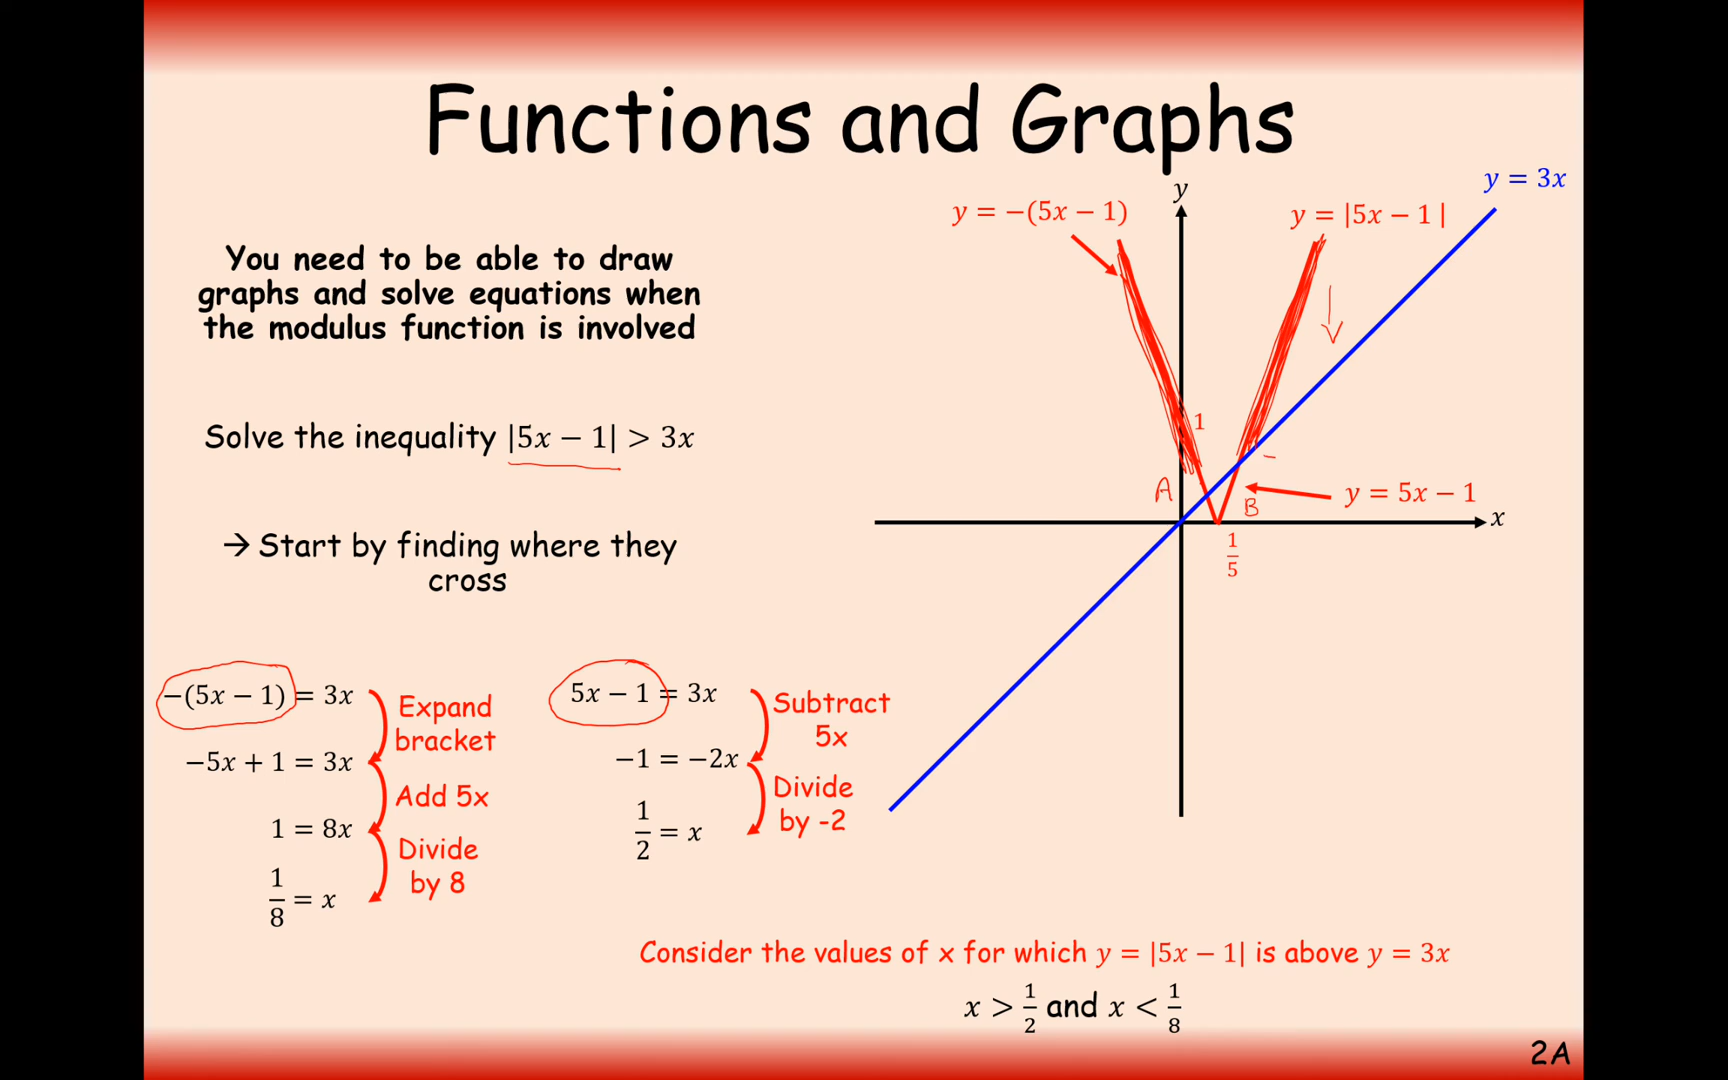 Functions and Graphs
You need to be able to draw
graphs and solve equations when
the modulus function is involved
Solve the inequality |5x − 1| > 3x
→ Start by finding where they
cross
−(5x − 1) = 3x
−5x + 1 = 3x
1 = 8x
1/8 = x
Expand
bracket
Add 5x
Divide
by 8
5x − 1 = 3x
−1 = −2x
1/2 = x
Subtract
5x
Divide
by -2
y = −(5x − 1)
y
y = |5x − 1 |
y = 3x
1
A
B
y = 5x − 1
x
1/5
Consider the values of x for which y = |5x − 1| is above y = 3x
x > 1/2 and x < 1/8
2A